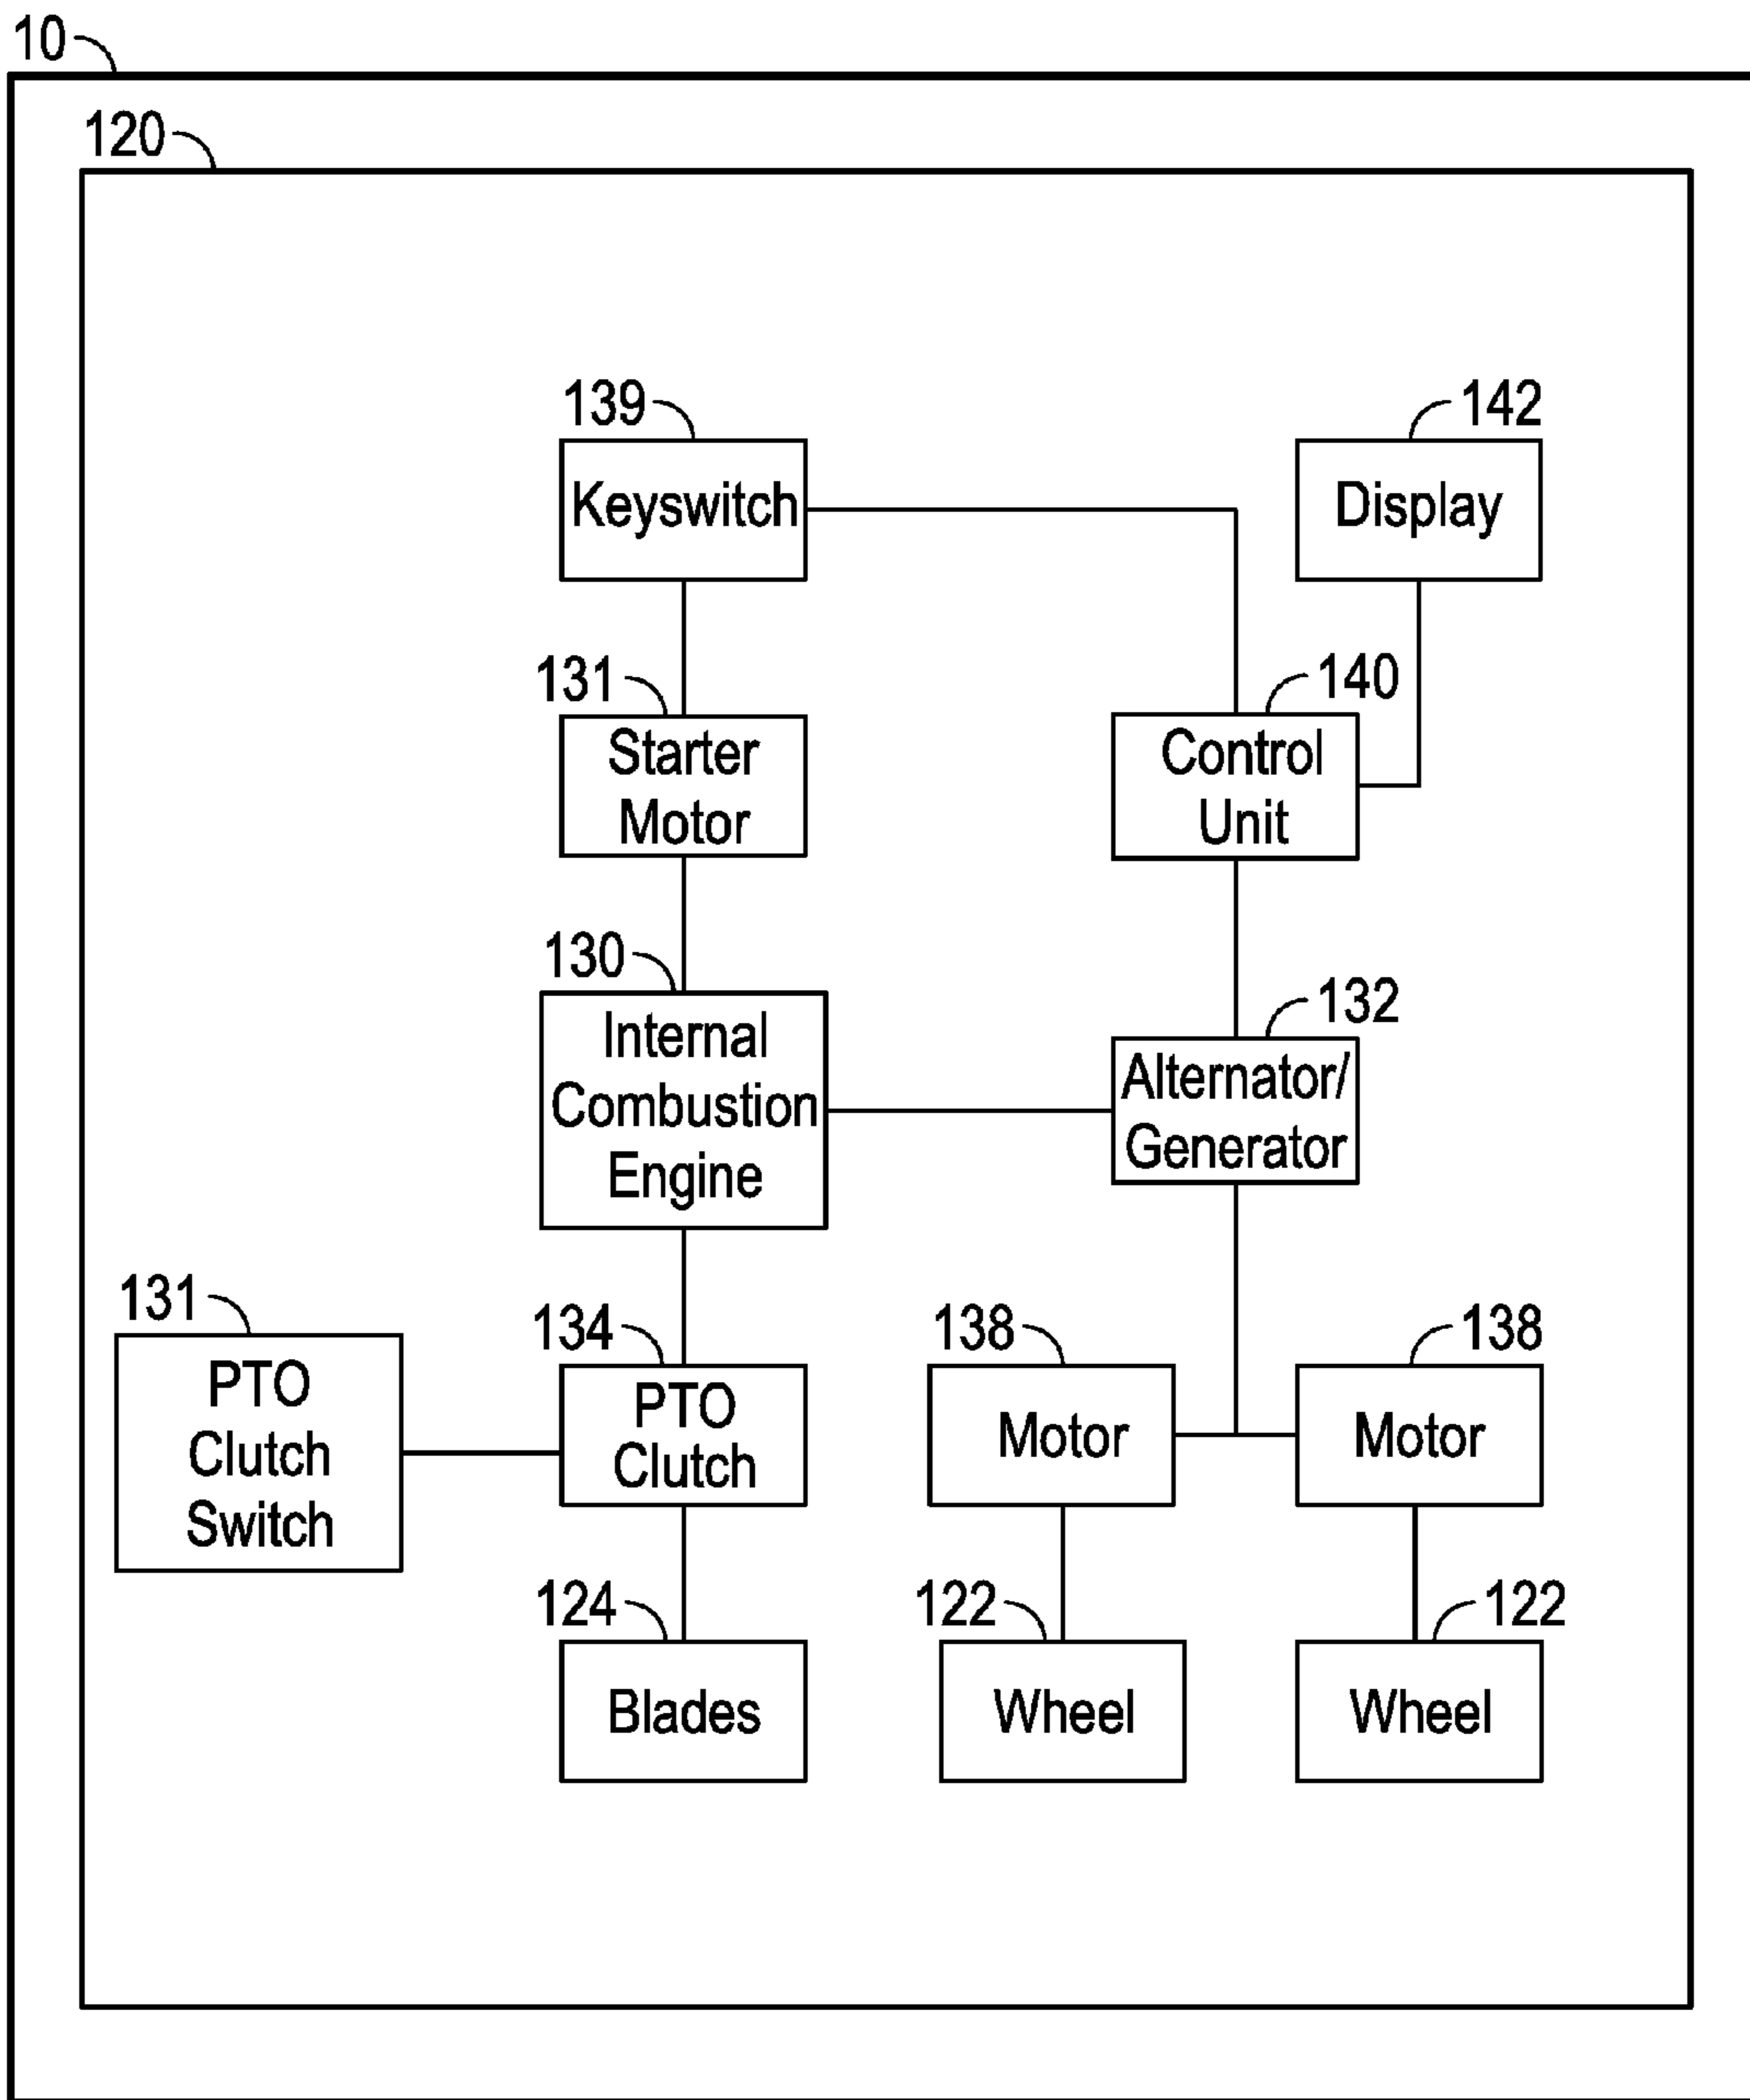 10
120
139
142
Keyswitch
Display
131
140
Starter
Motor
Control
Unit
130
132
Internal
Combustion
Engine
Alternator/
Generator
131
134
138
138
PTO
Clutch
Switch
PTO
Clutch
Motor
Motor
124
122
122
Blades
Wheel
Wheel